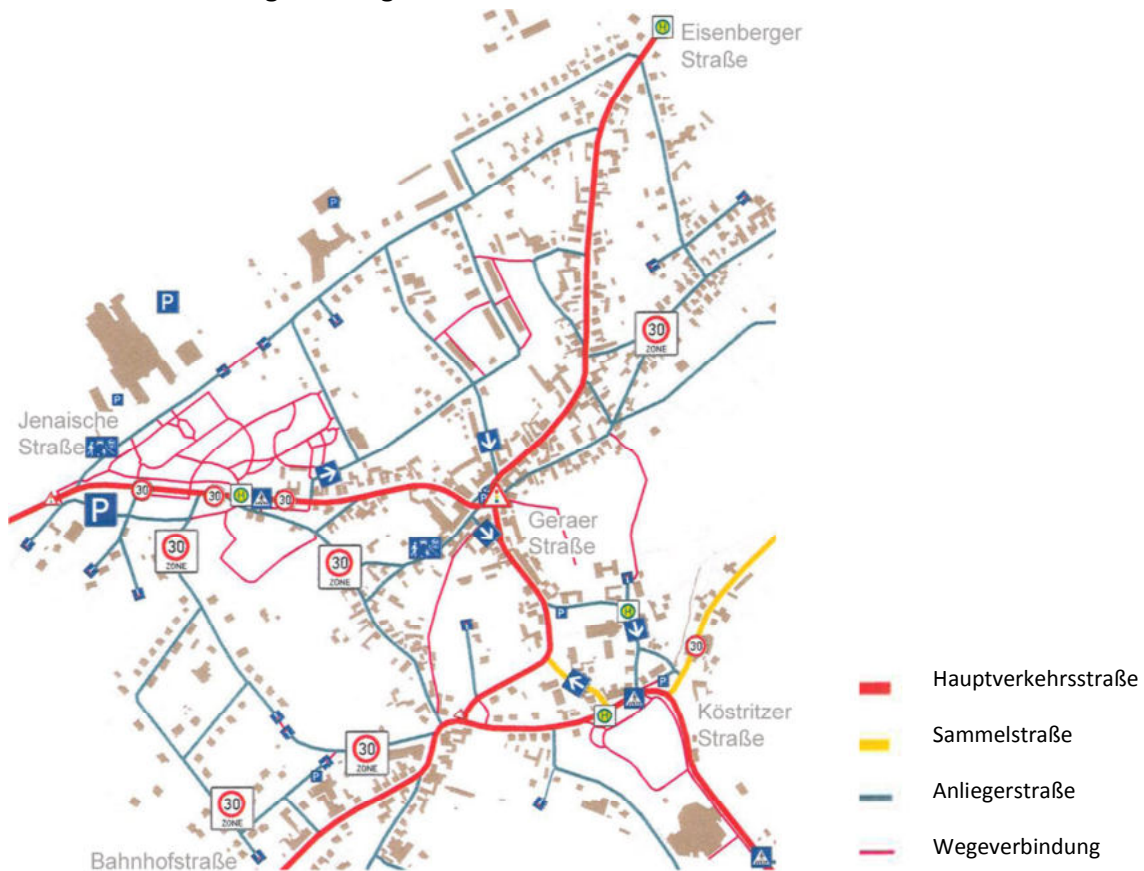 Eisenberger
Straße
30
ZONE
P
P
P
Jenaische
Straße
H
30
30
30
P
H
P
Geraer
Straße
30
ZONE
30
ZONE
P
H
30
P
Köstritzer
Straße
H
30
ZONE
P
30
ZONE
Bahnhofstraße
Hauptverkehrsstraße
Sammelstraße
Anliegerstraße
Wegeverbindung